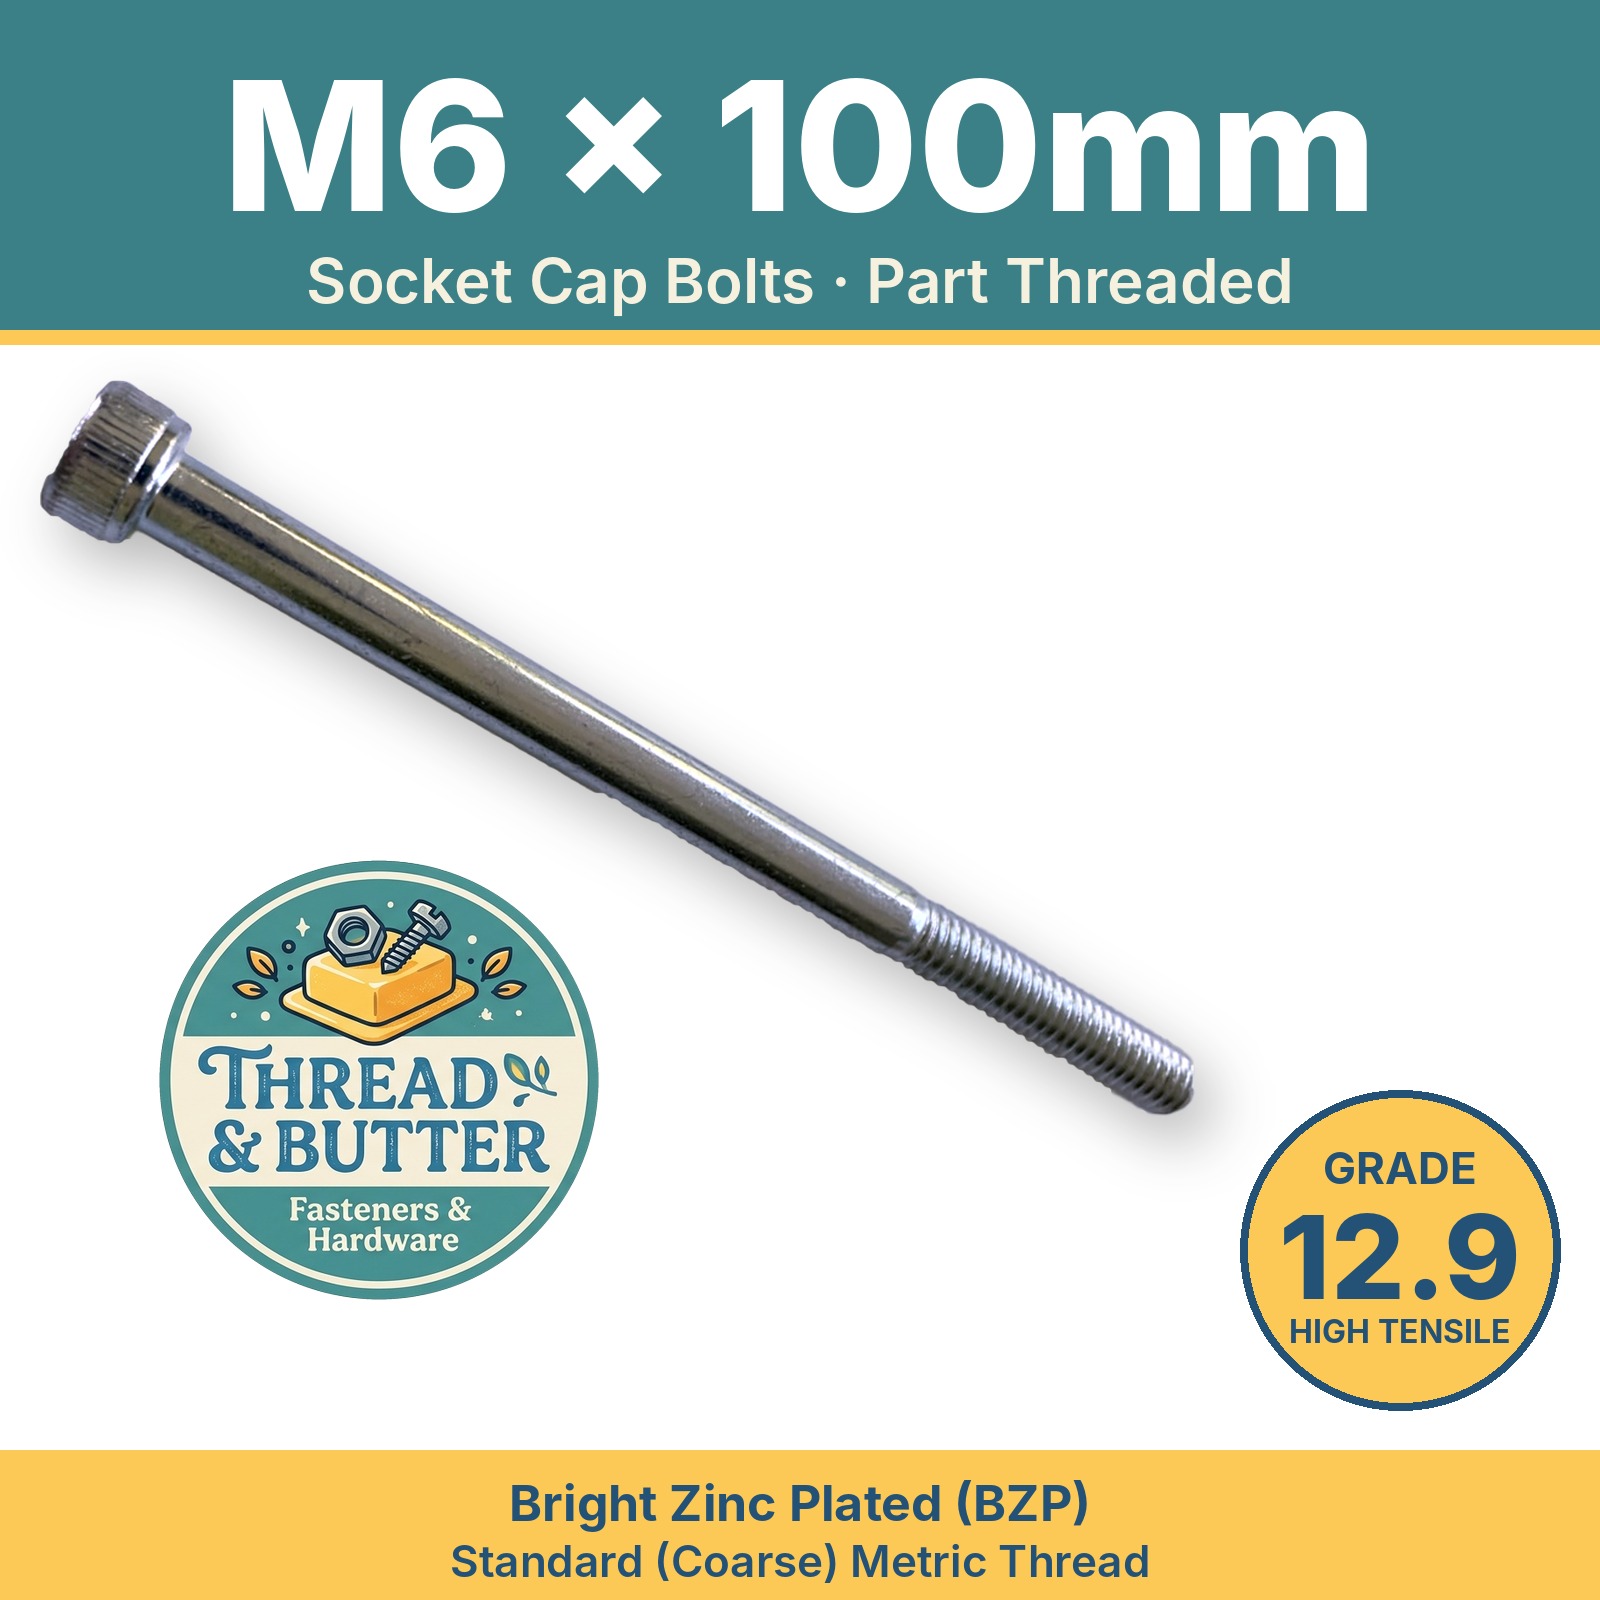 M6 × 100mm
Socket Cap Bolts · Part Threaded
THREAD
& BUTTER
Fasteners &
Hardware
GRADE
12.9
HIGH TENSILE
Bright Zinc Plated (BZP)
Standard (Coarse) Metric Thread